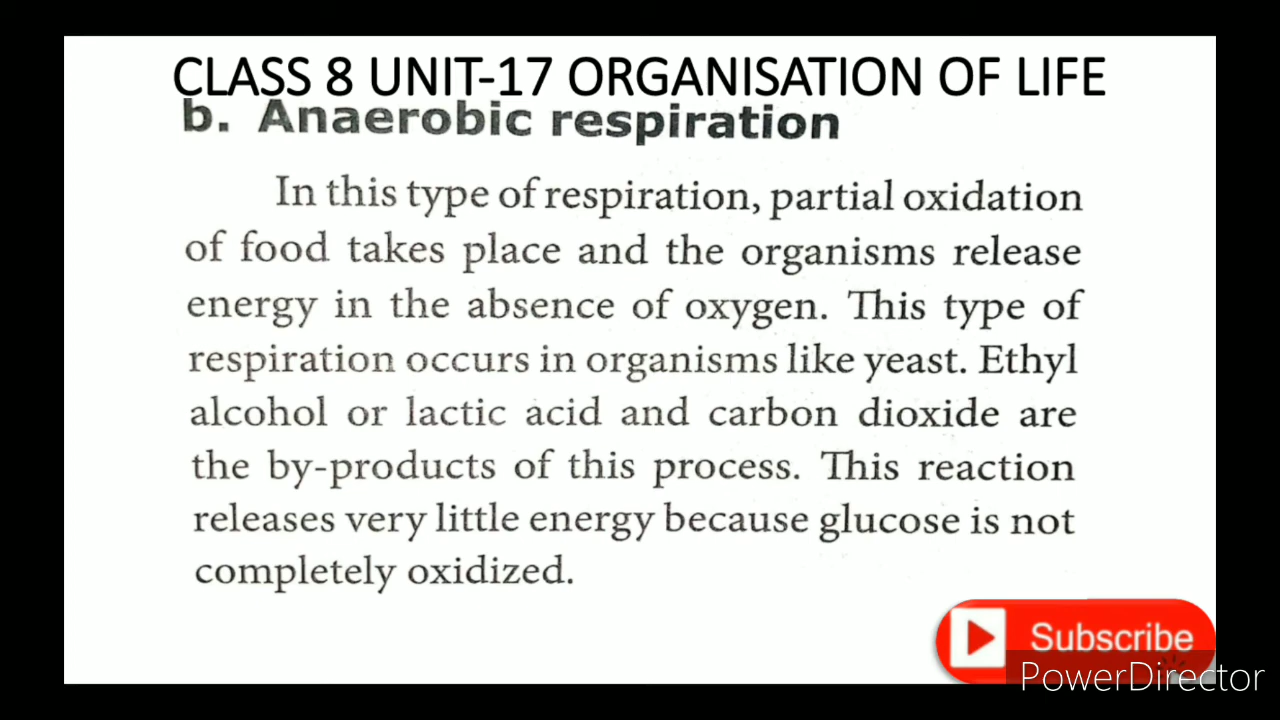 CLASS 8 UNIT-17 ORGANISATION OF LIFE
b. Anaerobic respiration
In this type of respiration, partial oxidation
of food takes place and the organisms release
energy in the absence of oxygen. This type of
respiration occurs in organisms like yeast. Ethyl
alcohol or lactic acid and carbon dioxide are
the by-products of this process. This reaction
releases very little energy because glucose is not
completely oxidized.
Subscribe
PowerDirector